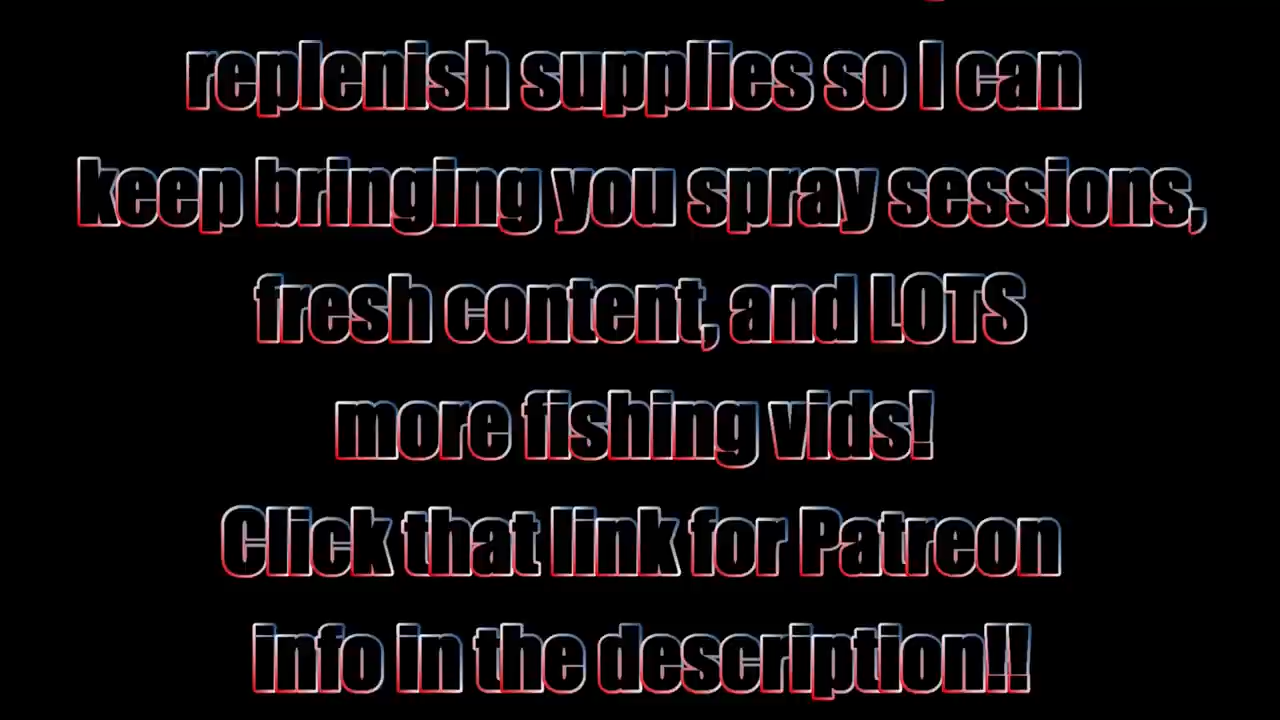 replenish supplies so I can
keep bringing you spray sessions,
fresh content, and LOTS
more fishing vids!
Click that link for Patreon
info in the description!!